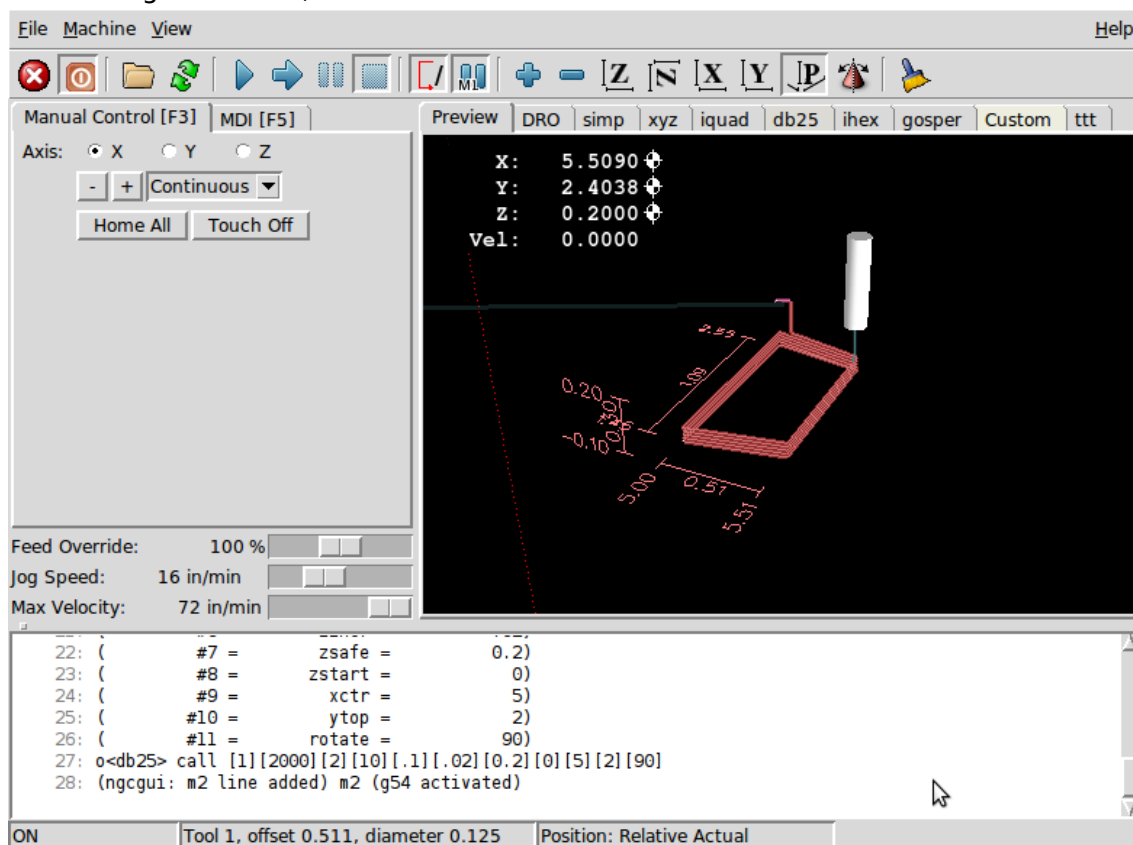 File Machine View Help
Z N X Y P
M1
Manual Control [F3] MDI [F5]
Preview DRO simp xyz iquad db25 ihex gosper Custom ttt
Axis: X Y Z
- + Continuous
Home All Touch Off
X: 5.5090
Y: 2.4038
Z: 0.2000
Vel: 0.0000
2.59
0.20
-0.10
5.00
0.51
5.51
Feed Override: 100 %
Jog Speed: 16 in/min
Max Velocity: 72 in/min
22: ( #7 = zsafe = 0.2)
23: ( #8 = zstart = 0)
24: ( #9 = xctr = 5)
25: ( #10 = ytop = 2)
26: ( #11 = rotate = 90)
27: o<db25> call [1][2000][2][10][.1][.02][0.2][0][5][2][90]
28: (ngcgui: m2 line added) m2 (g54 activated)
ON Tool 1, offset 0.511, diameter 0.125 Position: Relative Actual